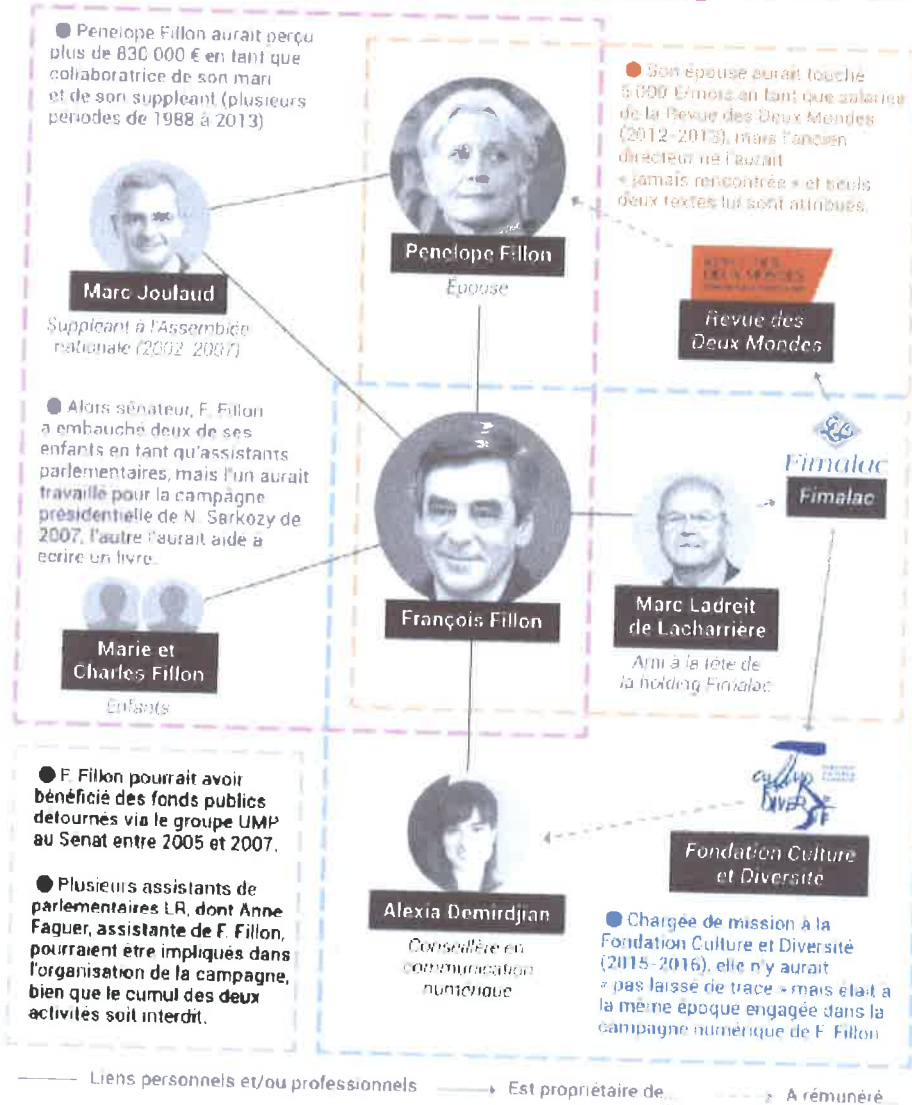 ● Penelope Fillon aurait perçu
plus de 830 000 € en tant que
collaboratrice de son mari
et de son suppleant (plusieurs
périodes de 1988 à 2013)
● Son épouse aurait touché
5 000 €/mois en tant que salariée
de la Revue des Deux Mondes
(2012-2013), mais l'ancien
directeur ne l'aurait
« jamais rencontrée » et seuls
deux textes lui sont attribués.
Penelope Fillon
Épouse
Marc Joulaud
Suppléant à l'Assemblée
nationale (2002-2007)
REVUE DES
DEUX MONDES
Revue des
Deux Mondes
● Alors sénateur, F. Fillon
a embauché deux de ses
enfants en tant qu'assistants
parlementaires, mais l'un aurait
travaillé pour la campagne
présidentielle de N. Sarkozy de
2007, l'autre l'aurait aidé à
écrire un livre.
Fimalac
Fimalac
François Fillon
Marc Ladreit
de Lacharrière
Ami à la tête de
la holding Fimalac
Marie et
Charles Fillon
Enfants
● F. Fillon pourrait avoir
bénéficié des fonds publics
détournés via le groupe UMP
au Senat entre 2005 et 2007.
● Plusieurs assistants de
parlementaires LR, dont Anne
Faguer, assistante de F. Fillon,
pourraient être impliqués dans
l'organisation de la campagne,
bien que le cumul des deux
activités soit interdit.
Alexia Demirdjian
Conseillère en
communication
numérique
Fondation Culture
et Diversité
● Chargée de mission à la
Fondation Culture et Diversité
(2015-2016), elle n'y aurait
« pas laissé de trace » mais était à
la même époque engagée dans la
campagne numérique de F. Fillon
Liens personnels et/ou professionnels
Est propriétaire de...
A rémunéré...